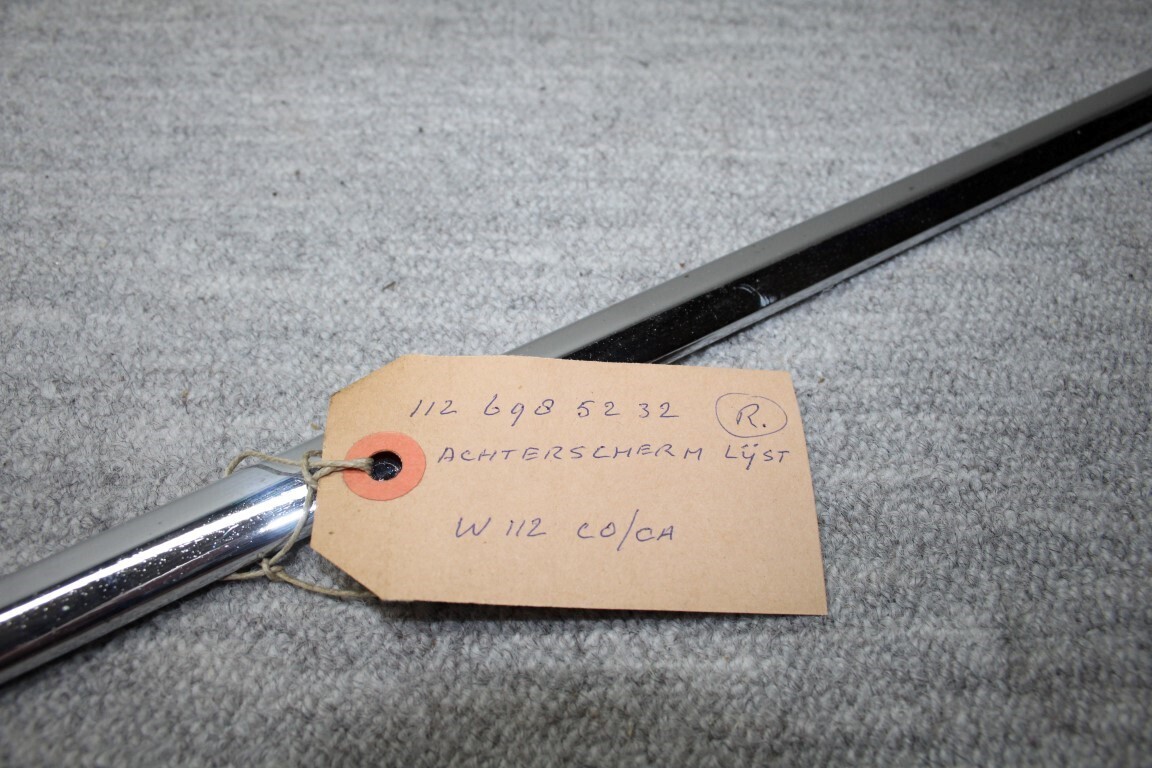 112 698 52 32 R.
ACHTERSCHERM LIJST
W 112 CO/CA